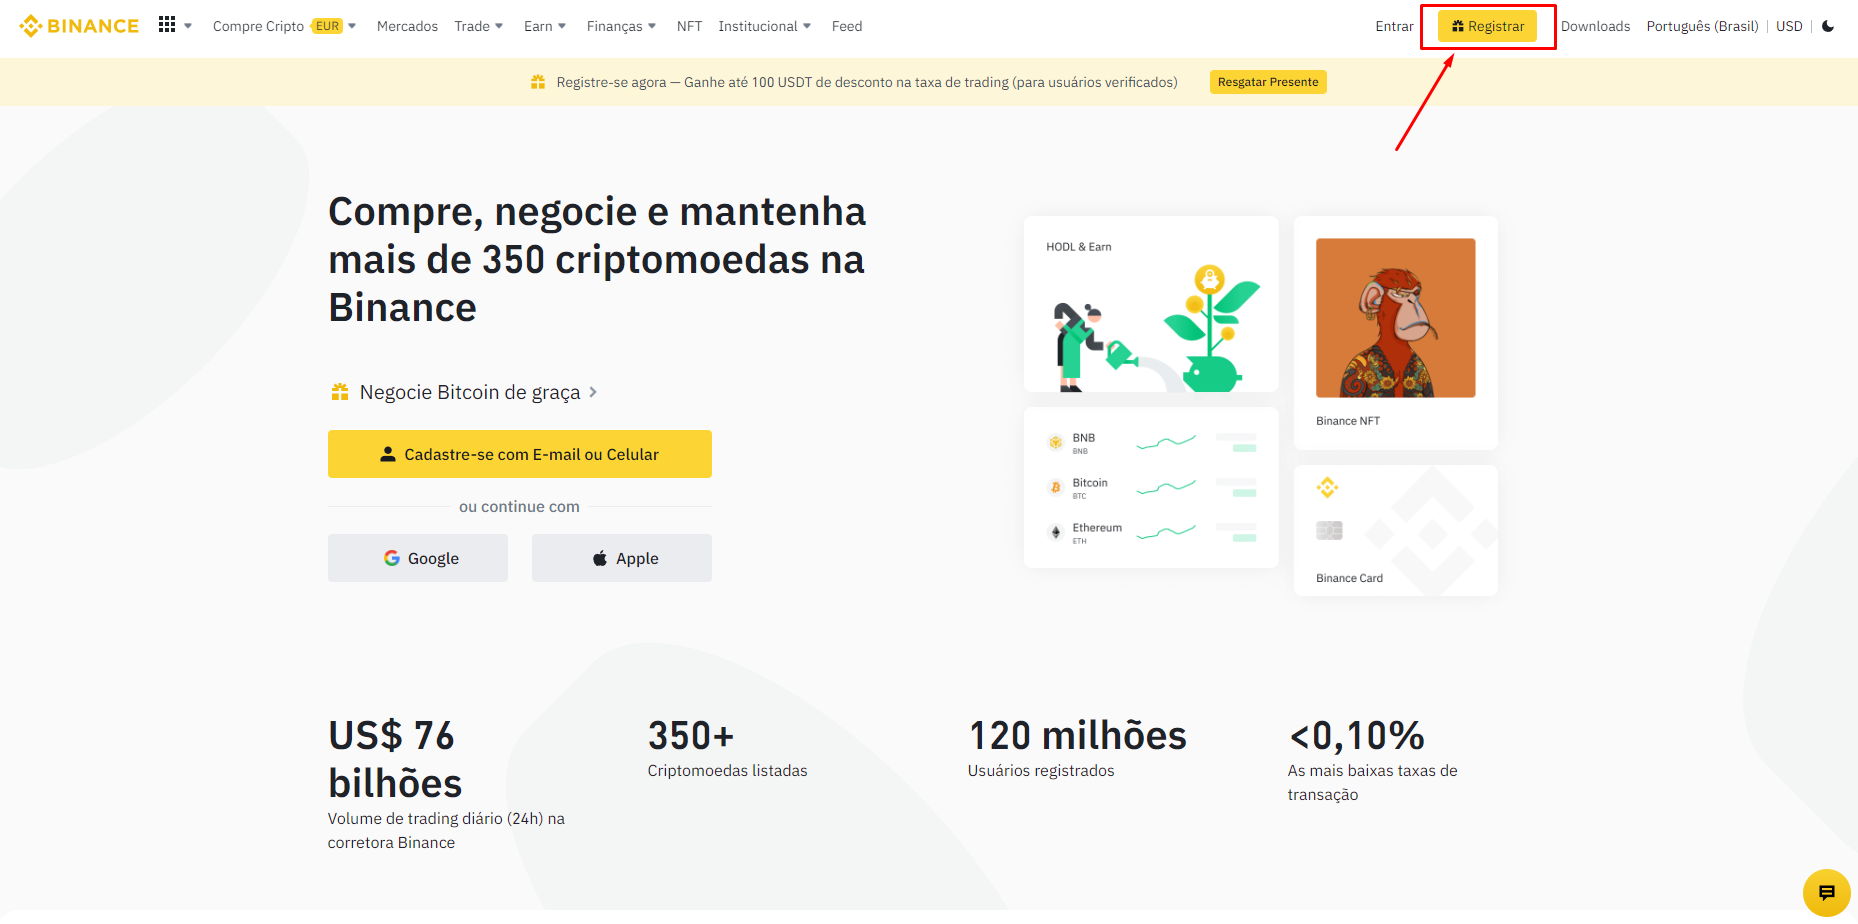 BINANCE
Compre Cripto EUR
Mercados
Trade
Earn
Finanças
NFT
Institucional
Feed
Entrar
Registrar
Downloads
Português (Brasil)
USD
Registre-se agora — Ganhe até 100 USDT de desconto na taxa de trading (para usuários verificados)
Resgatar Presente
Compre, negocie e mantenha
mais de 350 criptomoedas na
Binance
Negocie Bitcoin de graça
Cadastre-se com E-mail ou Celular
ou continue com
Google
Apple
HODL & Earn
BNB
BNB
Bitcoin
BTC
Ethereum
ETH
Binance NFT
Binance Card
US$ 76
bilhões
Volume de trading diário (24h) na
corretora Binance
350+
Criptomoedas listadas
120 milhões
Usuários registrados
<0,10%
As mais baixas taxas de
transação